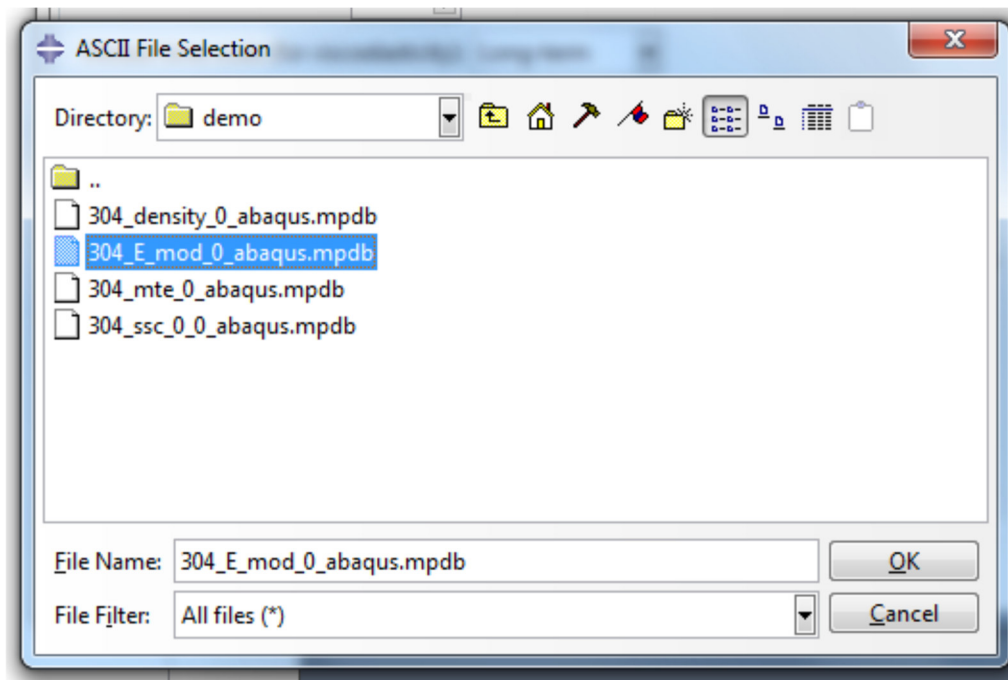 ASCII File Selection
Directory: demo
..
304_density_0_abaqus.mpdb
304_E_mod_0_abaqus.mpdb
304_mte_0_abaqus.mpdb
304_ssc_0_0_abaqus.mpdb
File Name: 304_E_mod_0_abaqus.mpdb OK
File Filter: All files (*) Cancel